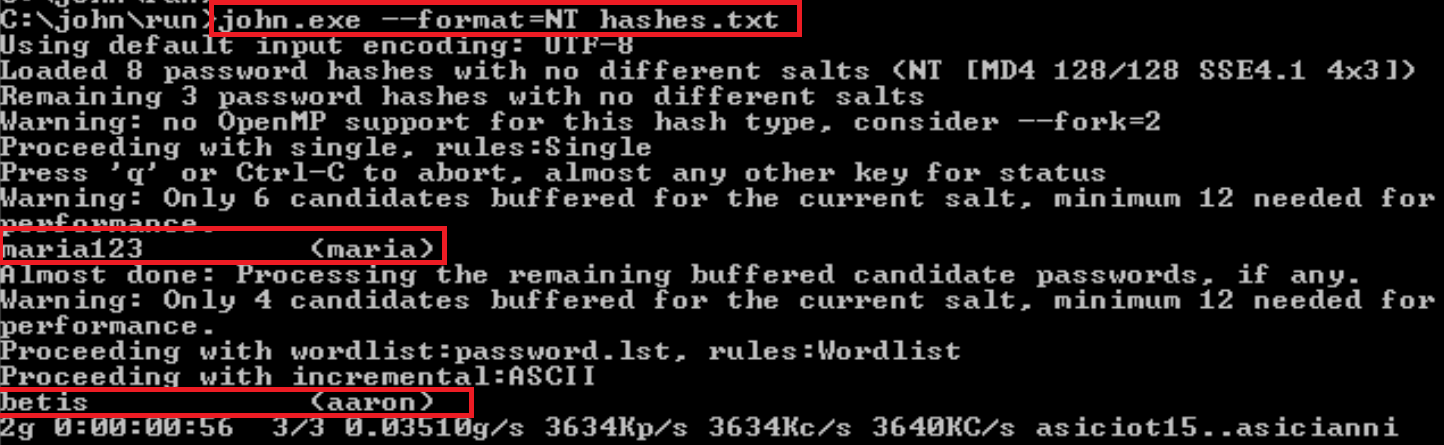 C:\john\run>john.exe --format=NT hashes.txt
Using default input encoding: UTF-8
Loaded 8 password hashes with no different salts (NT [MD4 128/128 SSE4.1 4x3])
Remaining 3 password hashes with no different salts
Warning: no OpenMP support for this hash type, consider --fork=2
Proceeding with single, rules:Single
Press 'q' or Ctrl-C to abort, almost any other key for status
Warning: Only 6 candidates buffered for the current salt, minimum 12 needed for
performance.
maria123 (maria)
Almost done: Processing the remaining buffered candidate passwords, if any.
Warning: Only 4 candidates buffered for the current salt, minimum 12 needed for
performance.
Proceeding with wordlist:password.lst, rules:Wordlist
Proceeding with incremental:ASCII
betis (aaron)
2g 0:00:00:56 3/3 0.03510g/s 3634Kp/s 3634Kc/s 3640KC/s asiciot15..asicianni